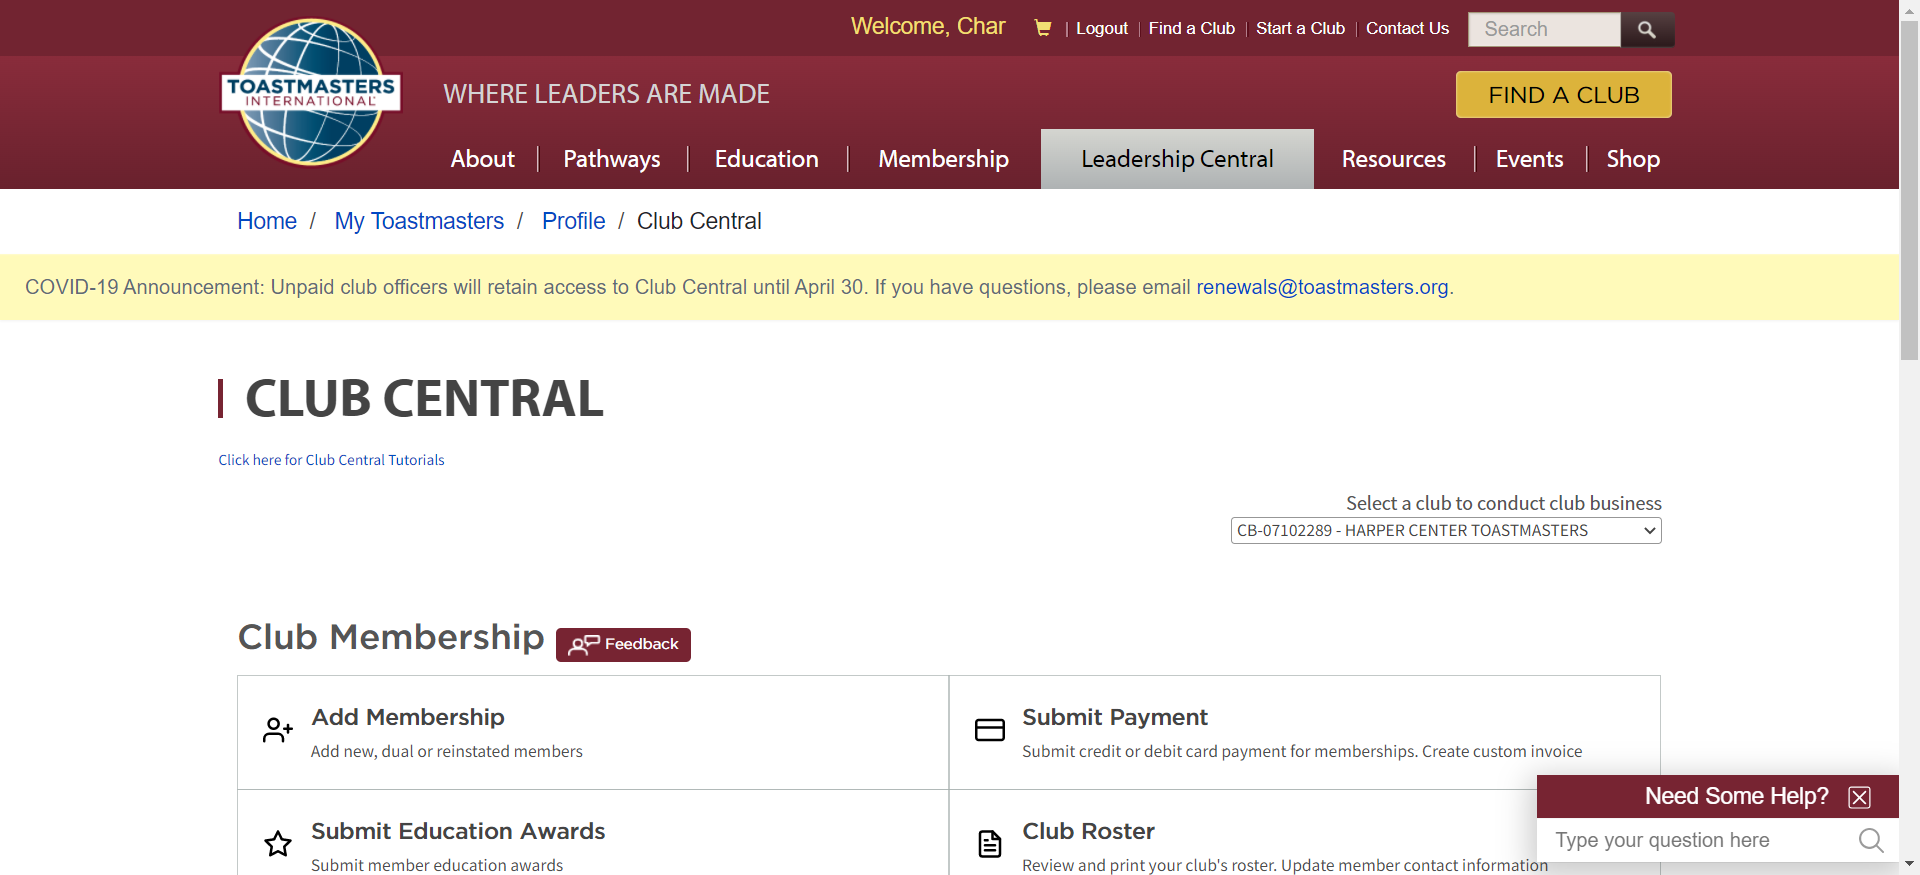 Welcome, Char | Logout | Find a Club | Start a Club | Contact Us Search
TOASTMASTERS
INTERNATIONAL
WHERE LEADERS ARE MADE
FIND A CLUB
About | Pathways | Education | Membership Leadership Central Resources | Events | Shop
Home / My Toastmasters / Profile / Club Central
COVID-19 Announcement: Unpaid club officers will retain access to Club Central until April 30. If you have questions, please email renewals@toastmasters.org.
CLUB CENTRAL
Click here for Club Central Tutorials
Select a club to conduct club business
CB-07102289 - HARPER CENTER TOASTMASTERS
Club Membership Feedback
Add Membership
Add new, dual or reinstated members
Submit Payment
Submit credit or debit card payment for memberships. Create custom invoice
Submit Education Awards
Submit member education awards
Club Roster
Review and print your club's roster. Update member contact information
Need Some Help?
Type your question here